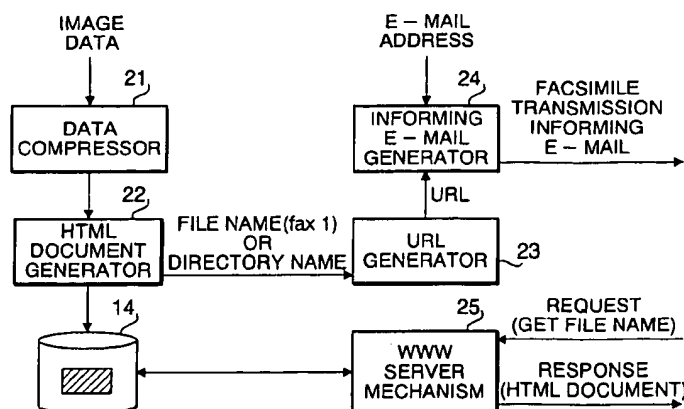 IMAGE
DATA
E – MAIL
ADDRESS
21
24
DATA
COMPRESSOR
INFORMING
E – MAIL
GENERATOR
FACSIMILE
TRANSMISSION
INFORMING
E – MAIL
22
URL
HTML
DOCUMENT
GENERATOR
FILE NAME(fax 1)
OR
DIRECTORY NAME
URL
GENERATOR
23
14
25
WWW
SERVER
MECHANISM
REQUEST
(GET FILE NAME)
RESPONSE
(HTML DOCUMENT)